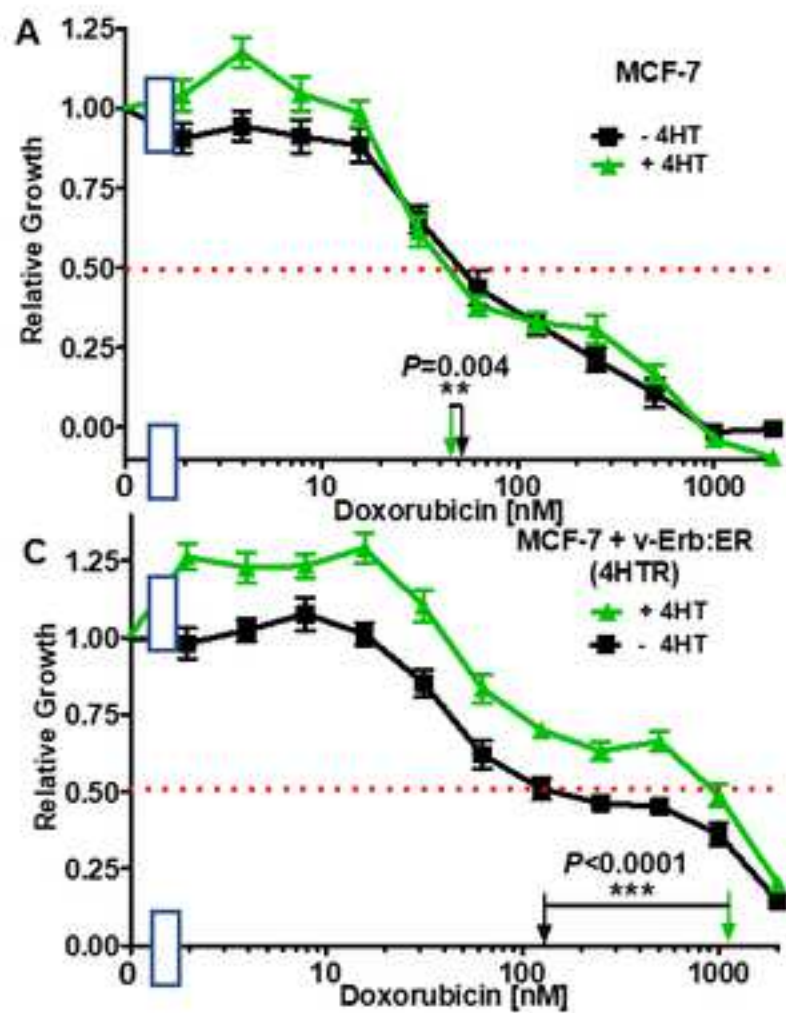 A
1.25
1.00
0.75
0.50
0.25
0.00
Relative Growth
MCF-7
- 4HT
+ 4HT
P=0.004
**
0 10 100 1000
Doxorubicin [nM]
C
1.25
1.00
0.75
0.50
0.25
0.00
Relative Growth
MCF-7 + v-Erb:ER
(4HTR)
+ 4HT
- 4HT
P<0.0001
***
0 10 100 1000
Doxorubicin [nM]